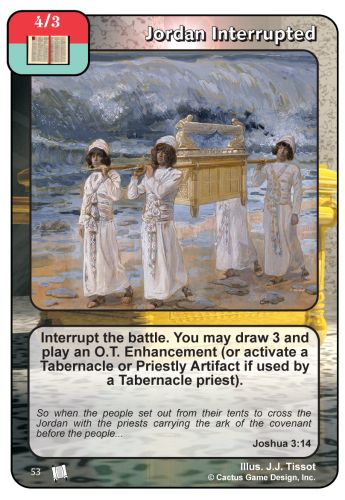 4/3
Jordan Interrupted
Interrupt the battle. You may draw 3 and
play an O.T. Enhancement (or activate a
Tabernacle or Priestly Artifact if used by
a Tabernacle priest).
So when the people set out from their tents to cross the
Jordan with the priests carrying the ark of the covenant
before the people...
Joshua 3:14
Illus. J.J. Tissot
53
© Cactus Game Design, Inc.